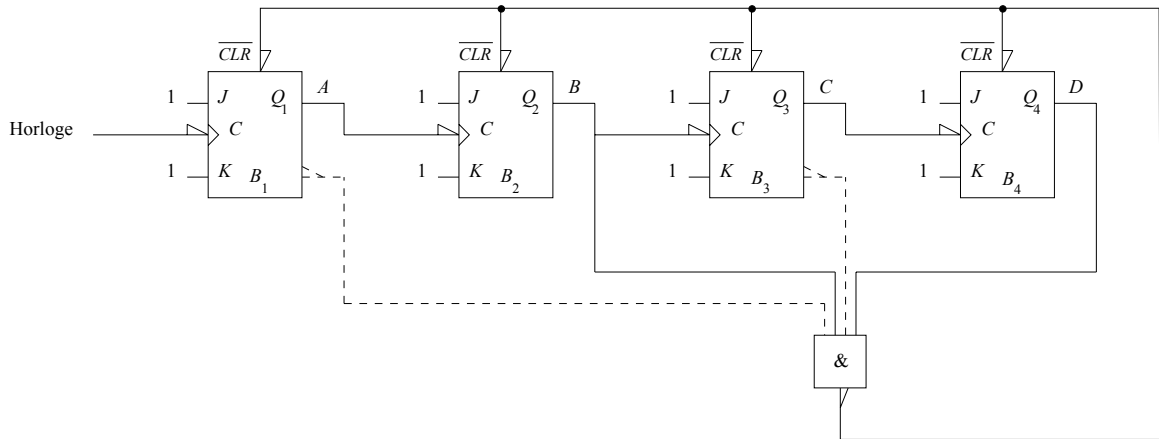 CLR CLR CLR CLR
1 J Q1 A 1 J Q2 B 1 J Q3 C 1 J Q4 D
Horloge C C C C
1 K B1 1 K B2 1 K B3 1 K B4
&